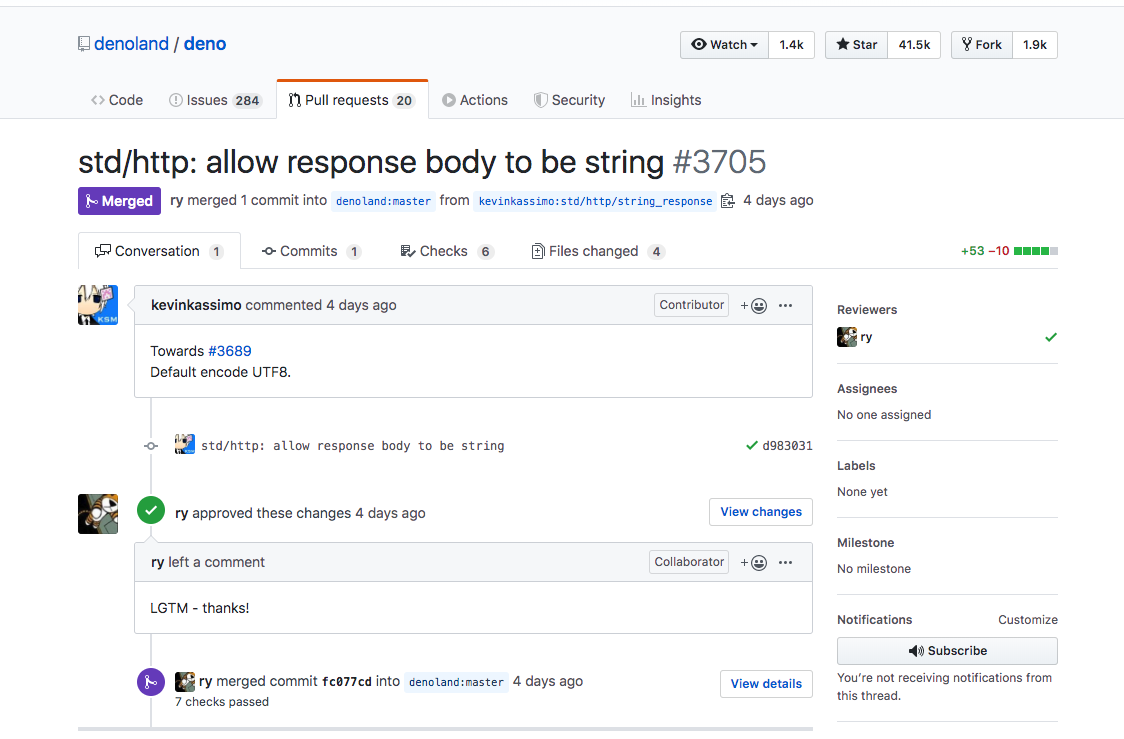 denoland / deno
Watch 1.4k Star 41.5k Fork 1.9k
Code Issues 284 Pull requests 20 Actions Security Insights
std/http: allow response body to be string #3705
Merged ry merged 1 commit into denoland:master from kevinkassimo:std/http/string_response 4 days ago
Conversation 1 Commits 1 Checks 6 Files changed 4 +53 −10
KSM
kevinkassimo commented 4 days ago Contributor
Towards #3689
Default encode UTF8.
std/http: allow response body to be string d983031
ry approved these changes 4 days ago View changes
ry left a comment Collaborator
LGTM - thanks!
ry merged commit fc077cd into denoland:master 4 days ago View details
7 checks passed
Reviewers
ry
Assignees
No one assigned
Labels
None yet
Milestone
No milestone
Notifications Customize
Subscribe
You're not receiving notifications from
this thread.